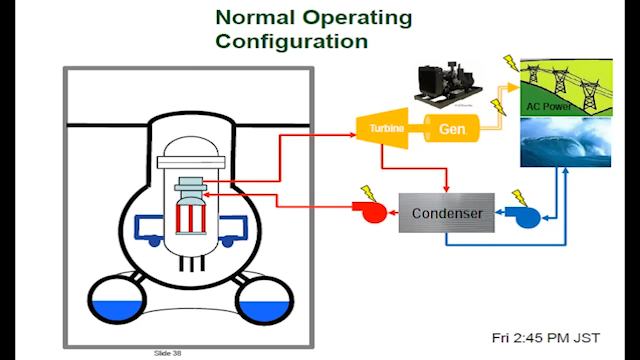 Normal Operating
Configuration
AC Power
Turbine
Gen
Condenser
Fri 2:45 PM JST
Slide 38